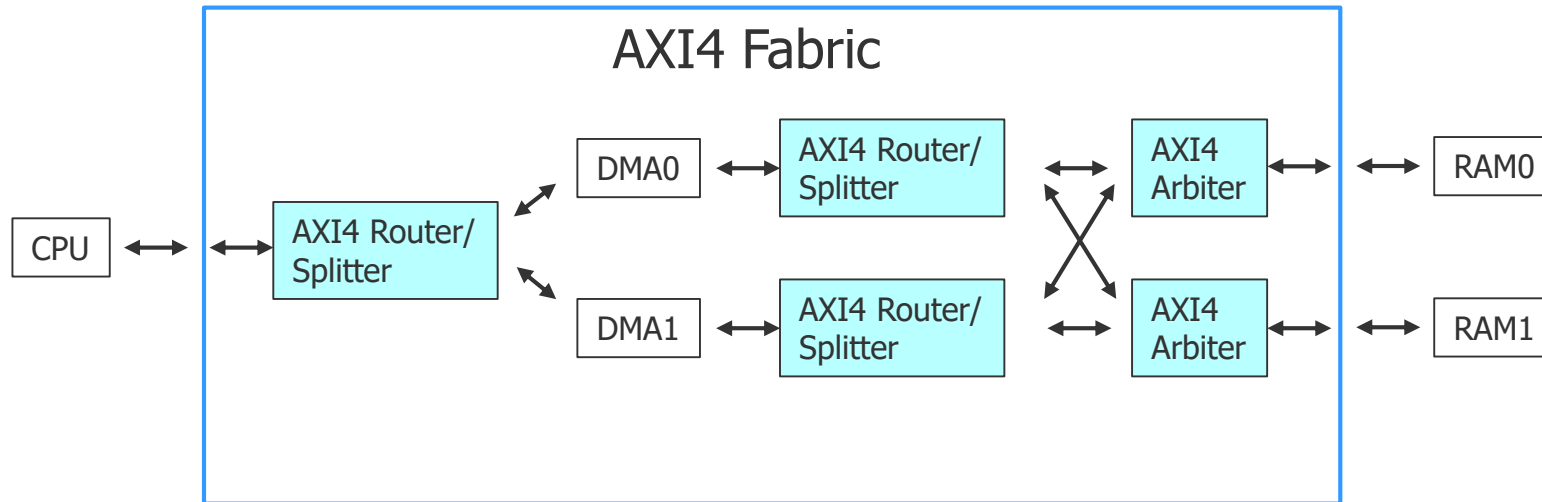 AXI4 Fabric
CPU
AXI4 Router/
Splitter
DMA0
AXI4 Router/
Splitter
AXI4
Arbiter
RAM0
DMA1
AXI4 Router/
Splitter
AXI4
Arbiter
RAM1